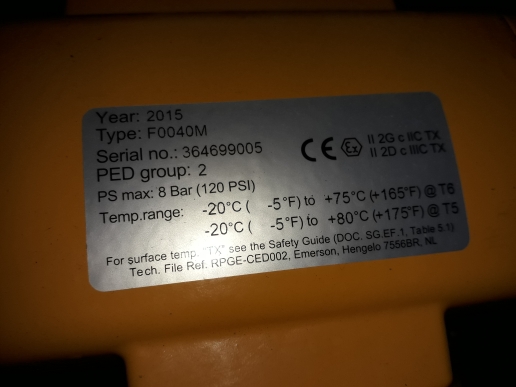 Year: 2015
Type: F0040M
Serial no.: 364699005
PED group: 2
PS max: 8 Bar (120 PSI)
CE Ex II 2G c IIC TX
II 2D c IIIC TX
Temp.range: -20°C ( -5°F) to +75°C (+165°F) @ T6
-20°C ( -5°F) to +80°C (+175°F) @ T5
For surface temp. "TX" see the Safety Guide (DOC. SG.EF.1, Table 5.1)
Tech. File Ref. RPGE-CED002, Emerson, Hengelo 7556BR, NL